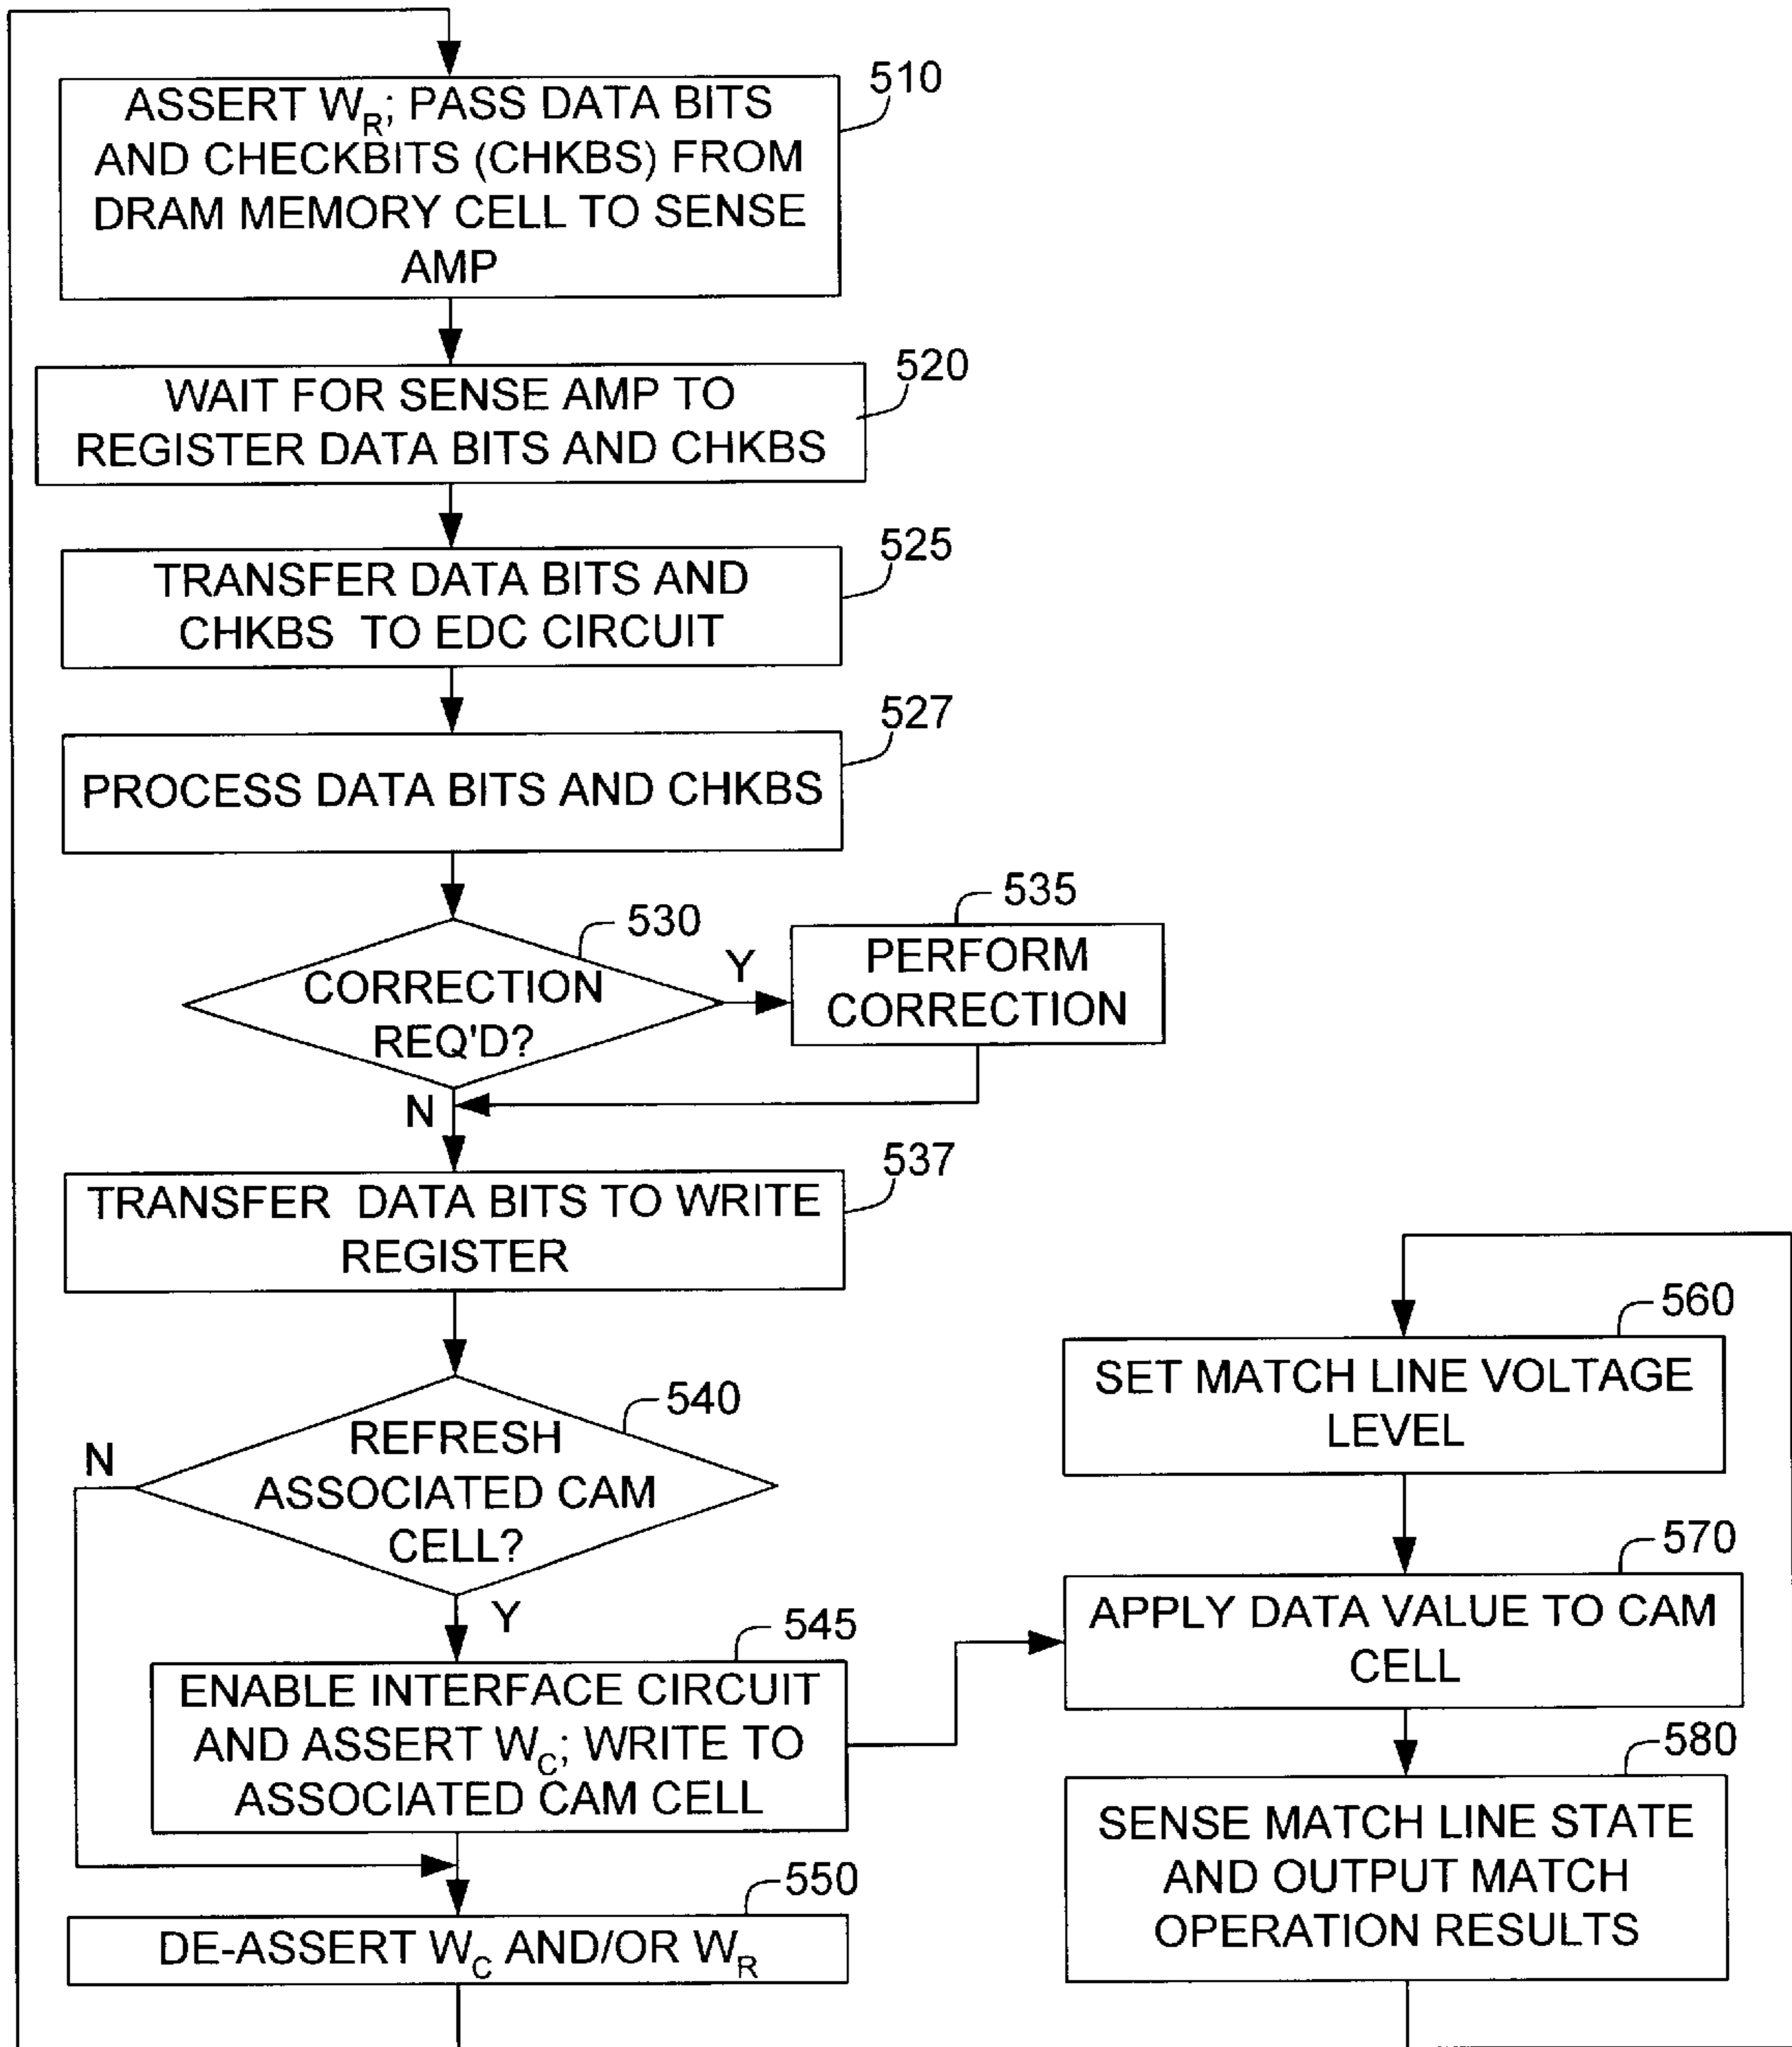 510
ASSERT W_R; PASS DATA BITS
AND CHECKBITS (CHKBS) FROM
DRAM MEMORY CELL TO SENSE
AMP
520
WAIT FOR SENSE AMP TO
REGISTER DATA BITS AND CHKBS
525
TRANSFER DATA BITS AND
CHKBS TO EDC CIRCUIT
527
PROCESS DATA BITS AND CHKBS
530
CORRECTION
REQ'D?
Y
N
535
PERFORM
CORRECTION
537
TRANSFER DATA BITS TO WRITE
REGISTER
540
REFRESH
ASSOCIATED CAM
CELL?
N
Y
545
ENABLE INTERFACE CIRCUIT
AND ASSERT W_C; WRITE TO
ASSOCIATED CAM CELL
550
DE-ASSERT W_C AND/OR W_R
560
SET MATCH LINE VOLTAGE
LEVEL
570
APPLY DATA VALUE TO CAM
CELL
580
SENSE MATCH LINE STATE
AND OUTPUT MATCH
OPERATION RESULTS